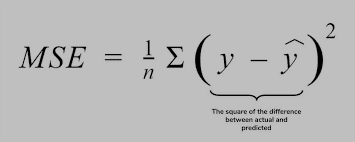 MSE = 1/n Σ (y − ŷ)²
The square of the difference
between actual and
predicted